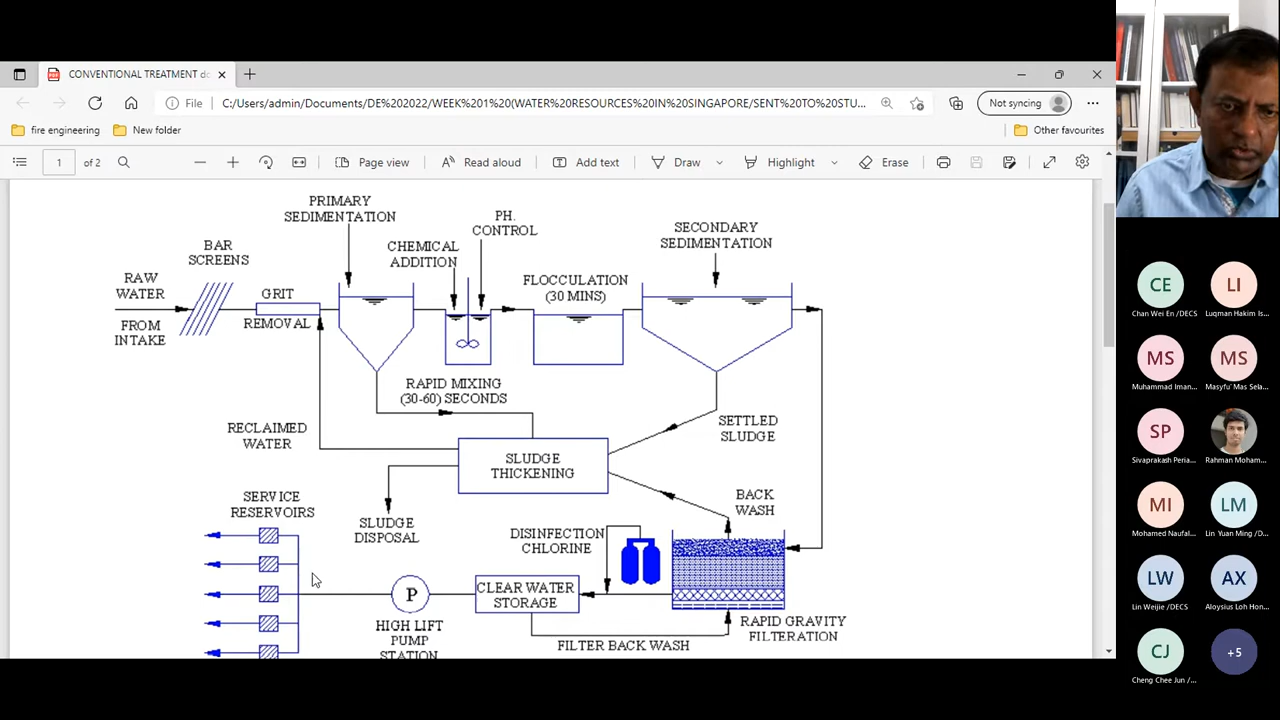 CONVENTIONAL TREATMENT do
File
C:/Users/admin/Documents/DE%202022/WEEK%201%20(WATER%20RESOURCES%20IN%20SINGAPORE/SENT%20TO%20STU...
Not syncing
fire engineering
New folder
Other favourites
1 of 2
Page view
Read aloud
Add text
Draw
Highlight
Erase
PRIMARY
SEDIMENTATION
PH.
CONTROL
SECONDARY
SEDIMENTATION
BAR
SCREENS
CHEMICAL
ADDITION
RAW
WATER
FLOCCULATION
(30 MINS)
GRIT
REMOVAL
FROM
INTAKE
RAPID MIXING
(30-60) SECONDS
RECLAIMED
WATER
SETTLED
SLUDGE
SLUDGE
THICKENING
SERVICE
RESERVOIRS
SLUDGE
DISPOSAL
BACK
WASH
DISINFECTION
CHLORINE
CLEAR WATER
STORAGE
P
HIGH LIFT
PUMP
STATION
RAPID GRAVITY
FILTERATION
FILTER BACK WASH
CE
Chan Wei En /DECS
LI
Luqman Hakim Is...
MS
Muhammad Iman...
MS
Masyfu' Mas Sela...
SP
Sivaprakash Peria...
Rahman Moham...
MI
Mohamed Naufal...
LM
Lin Yuan Ming /D...
LW
Lin Weijie /DECS
AX
Aloysius Loh Hon...
CJ
Cheng Chee Jun /...
+5